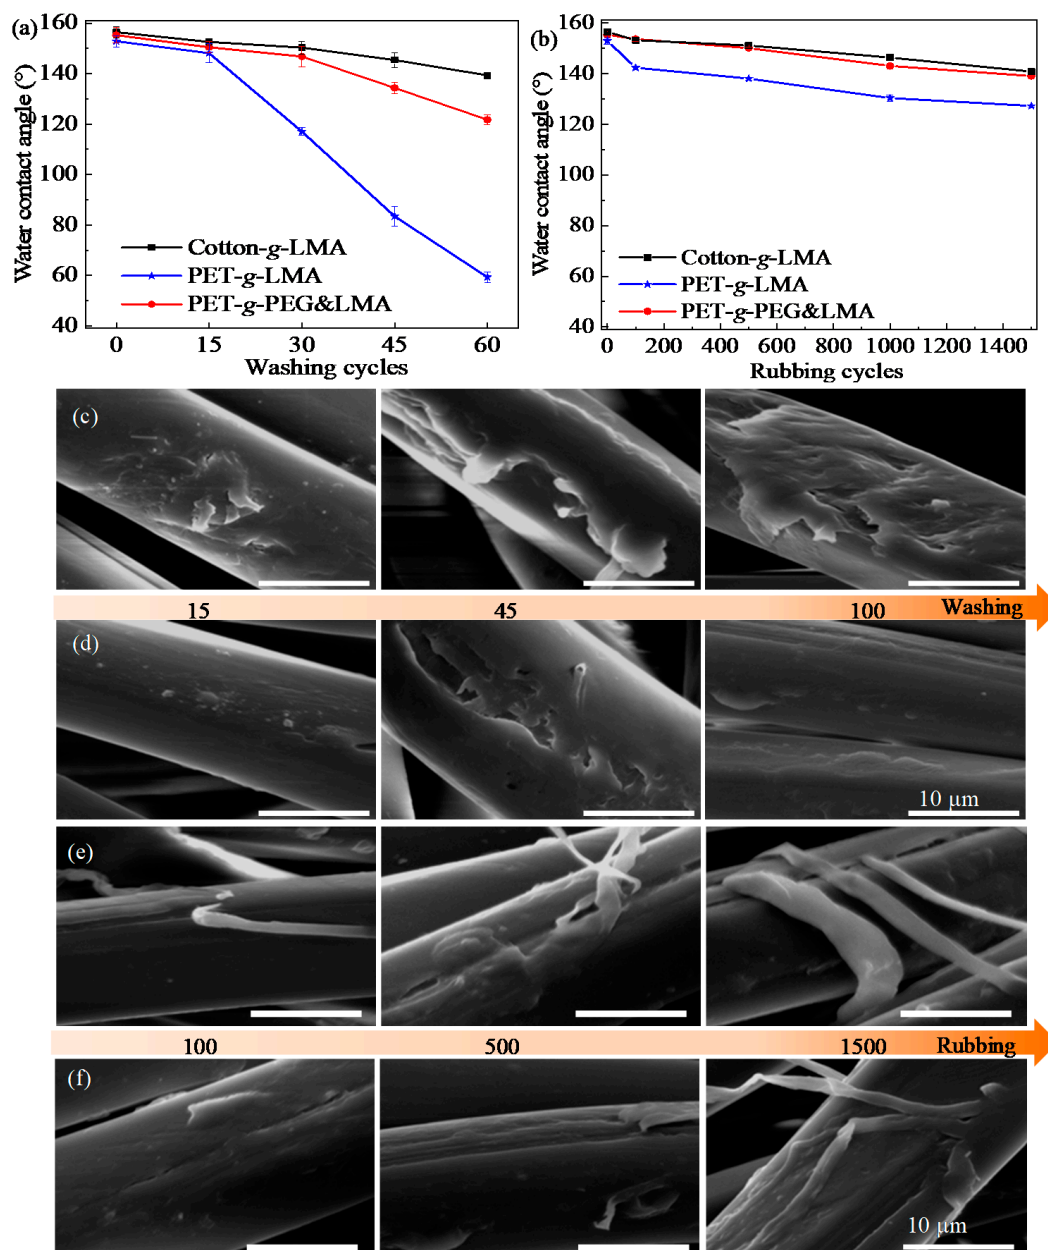 (a)
160
140
120
100
80
60
40
Water contact angle (°)
Cotton-g-LMA
PET-g-LMA
PET-g-PEG&LMA
0 15 30 45 60
Washing cycles
(b)
160
140
120
100
80
60
40
Water contact angle (°)
Cotton-g-LMA
PET-g-LMA
PET-g-PEG&LMA
0 200 400 600 800 1000 1200 1400
Rubbing cycles
(c)
15 45 100 Washing
(d)
10 µm
(e)
100 500 1500 Rubbing
(f)
10 µm